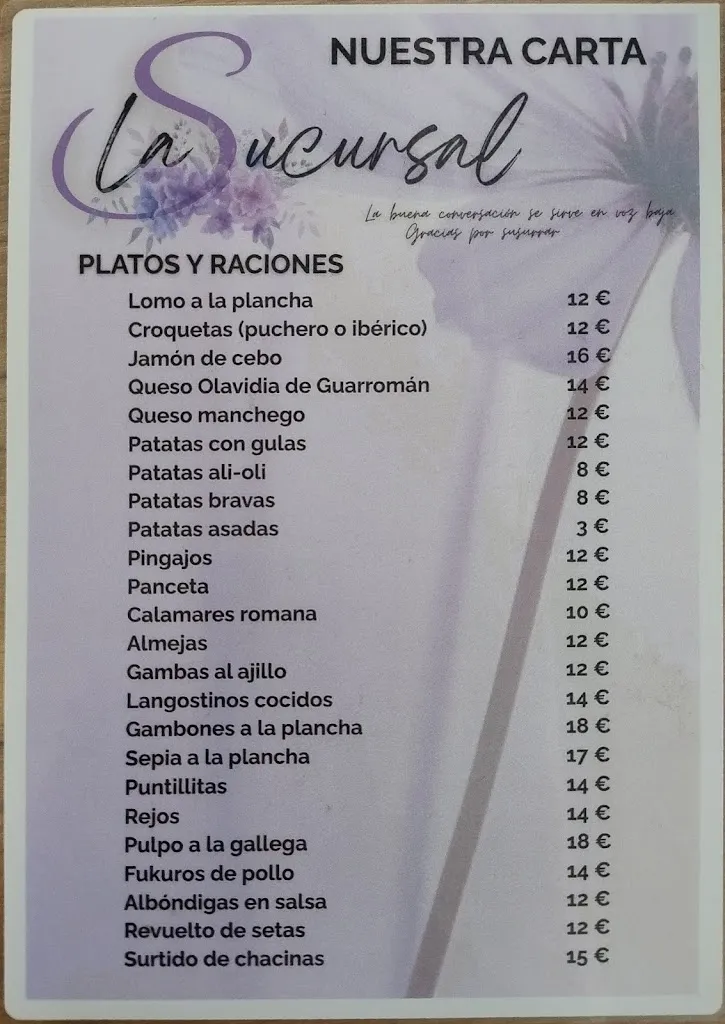 NUESTRA CARTA
La Sucursal
La buena conversación se sirve en voz baja
Gracias por susurrar
PLATOS Y RACIONES
Lomo a la plancha 12 €
Croquetas (puchero o ibérico) 12 €
Jamón de cebo 16 €
Queso Olavidia de Guarromán 14 €
Queso manchego 12 €
Patatas con gulas 12 €
Patatas ali-oli 8 €
Patatas bravas 8 €
Patatas asadas 3 €
Pingajos 12 €
Panceta 12 €
Calamares romana 10 €
Almejas 12 €
Gambas al ajillo 12 €
Langostinos cocidos 14 €
Gambones a la plancha 18 €
Sepia a la plancha 17 €
Puntillitas 14 €
Rejos 14 €
Pulpo a la gallega 18 €
Fukuros de pollo 14 €
Albóndigas en salsa 12 €
Revuelto de setas 12 €
Surtido de chacinas 15 €